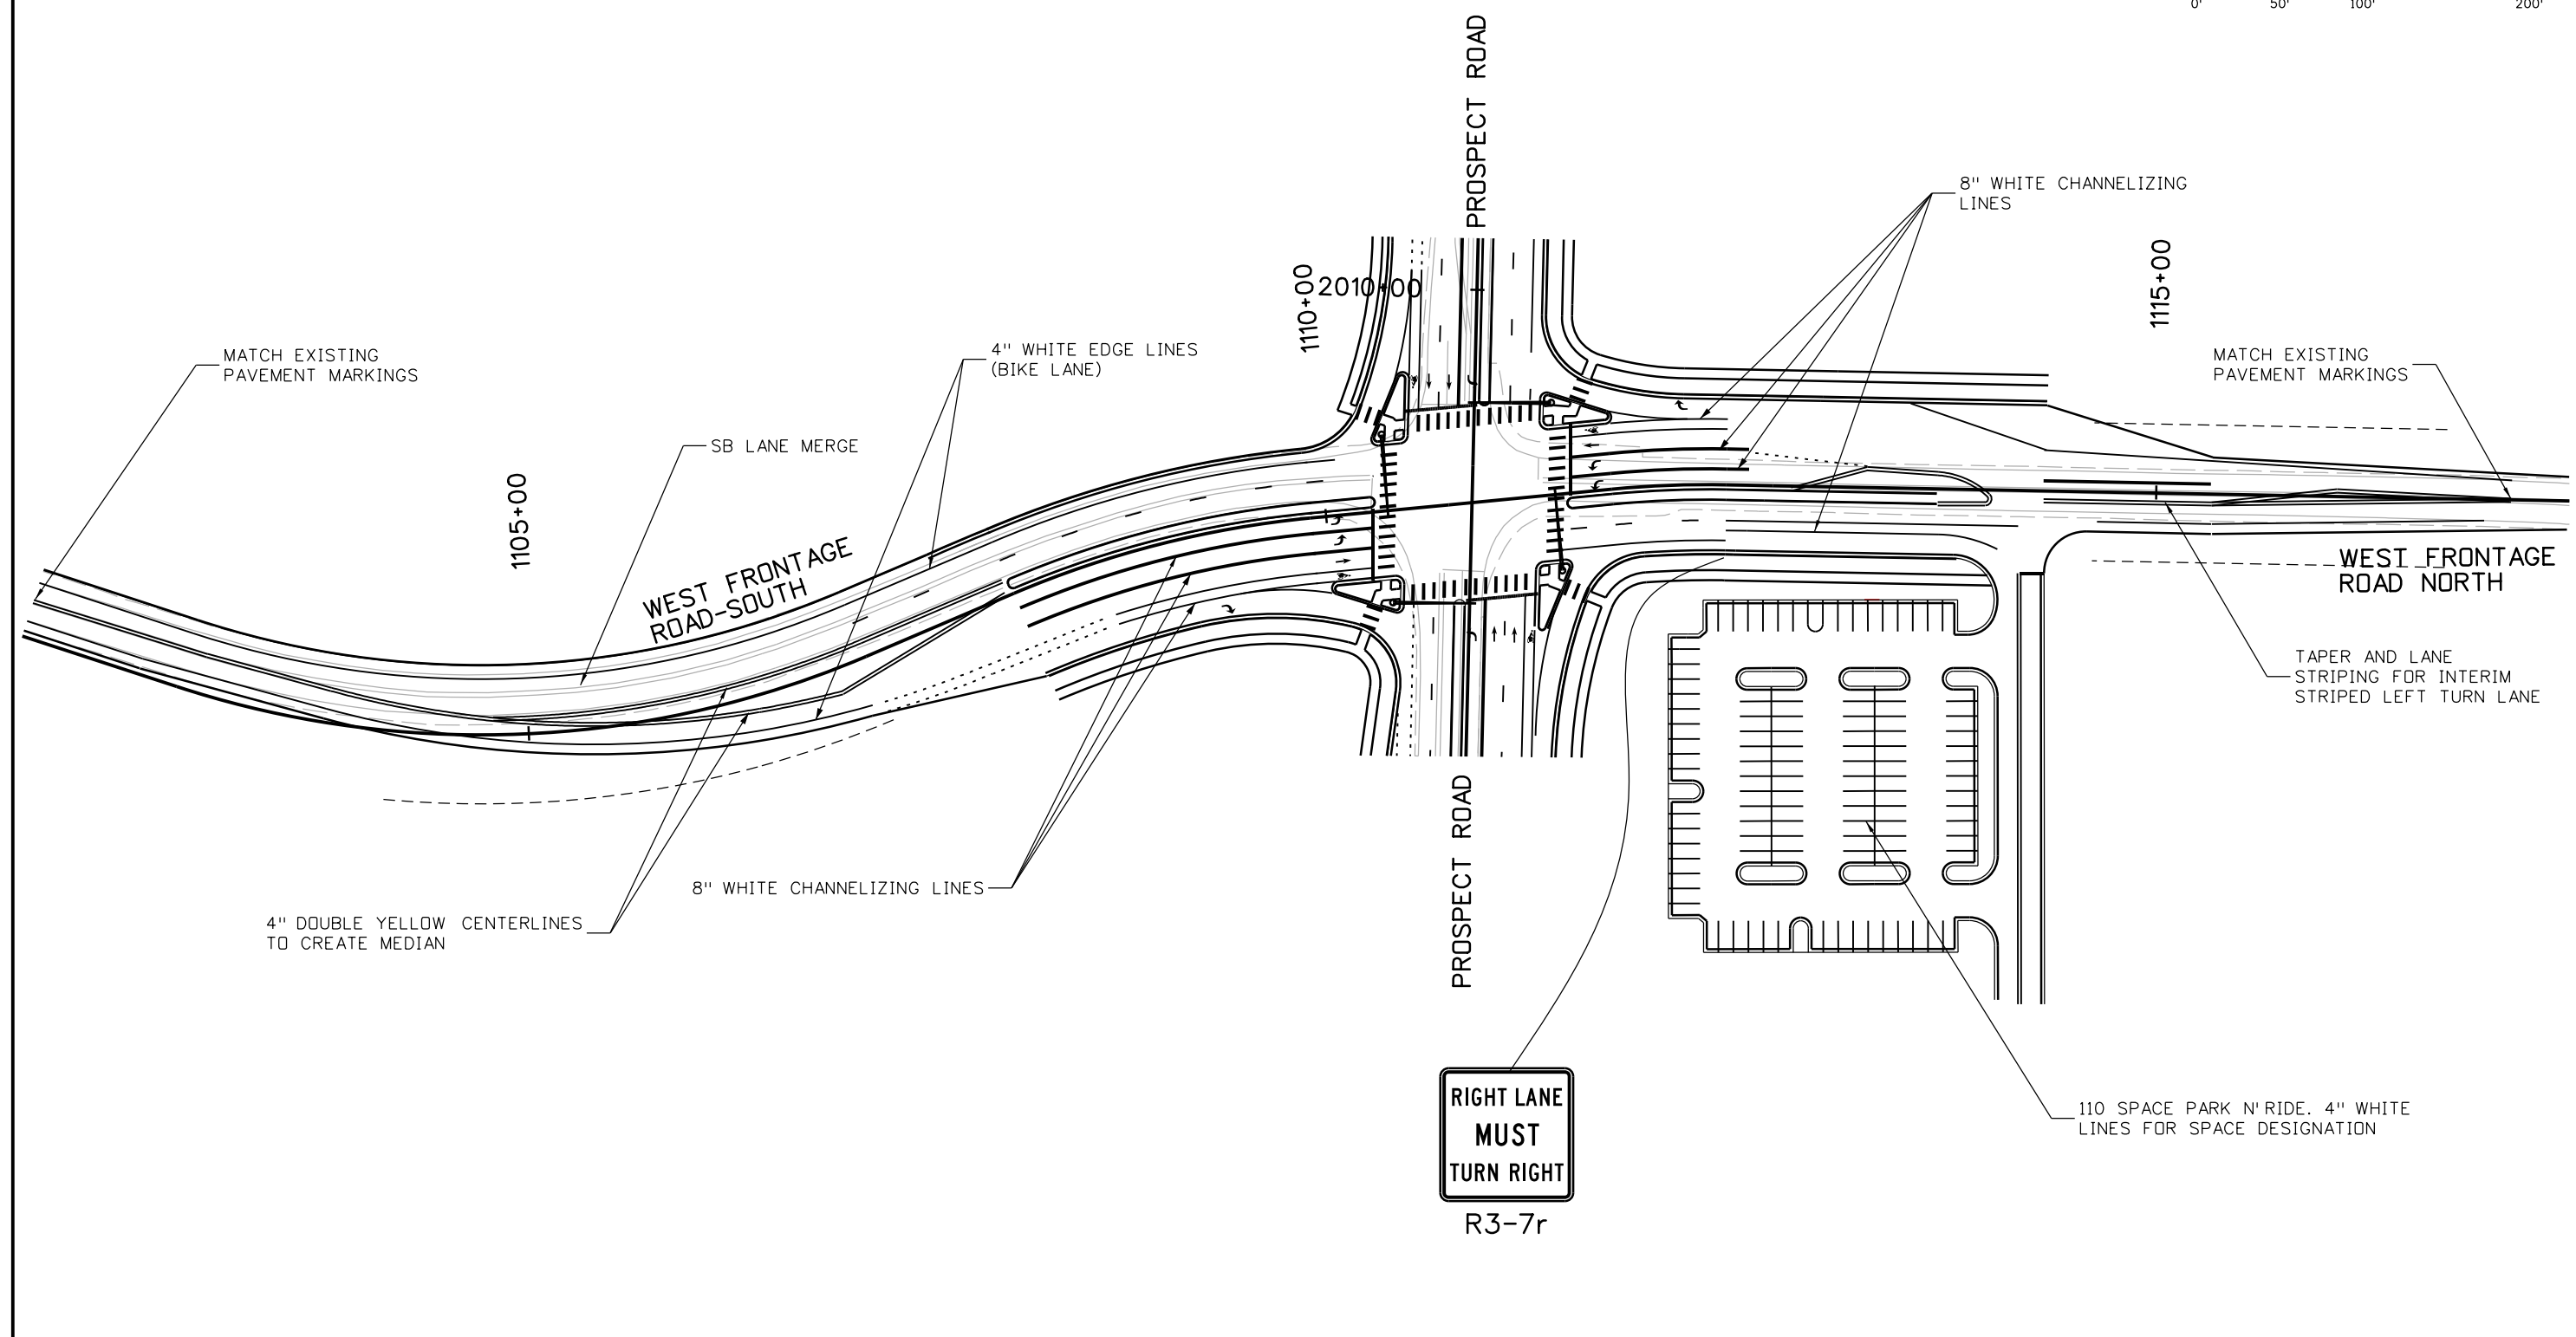 0' 50' 100' 200'
PROSPECT ROAD
8" WHITE CHANNELIZING
LINES
1110+00
2010+00
1115+00
MATCH EXISTING
PAVEMENT MARKINGS
4" WHITE EDGE LINES
(BIKE LANE)
MATCH EXISTING
PAVEMENT MARKINGS
SB LANE MERGE
1105+00
WEST FRONTAGE
ROAD-SOUTH
WEST FRONTAGE
ROAD NORTH
TAPER AND LANE
STRIPING FOR INTERIM
STRIPED LEFT TURN LANE
PROSPECT ROAD
8" WHITE CHANNELIZING LINES
4" DOUBLE YELLOW CENTERLINES
TO CREATE MEDIAN
RIGHT LANE
MUST
TURN RIGHT
R3-7r
110 SPACE PARK N'RIDE. 4" WHITE
LINES FOR SPACE DESIGNATION